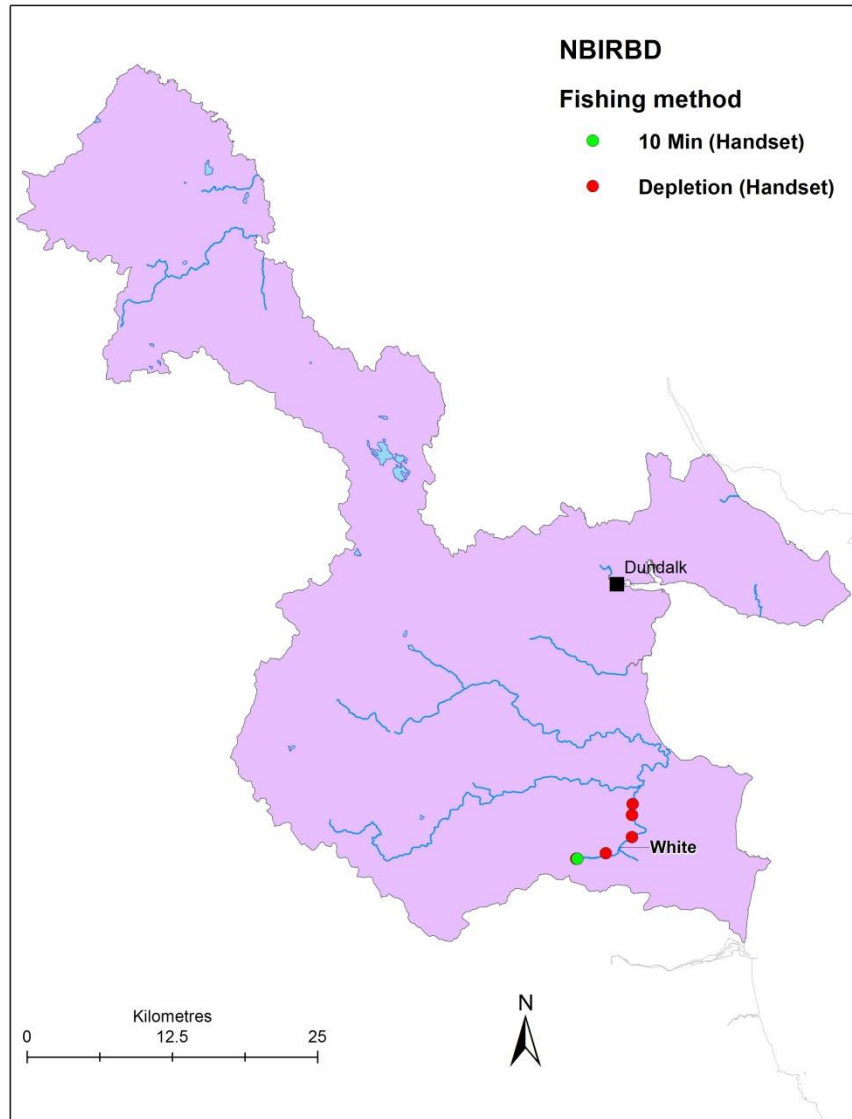 NBIRBD
Fishing method
10 Min (Handset)
Depletion (Handset)
Dundalk
White
Kilometres
0 12.5 25
N